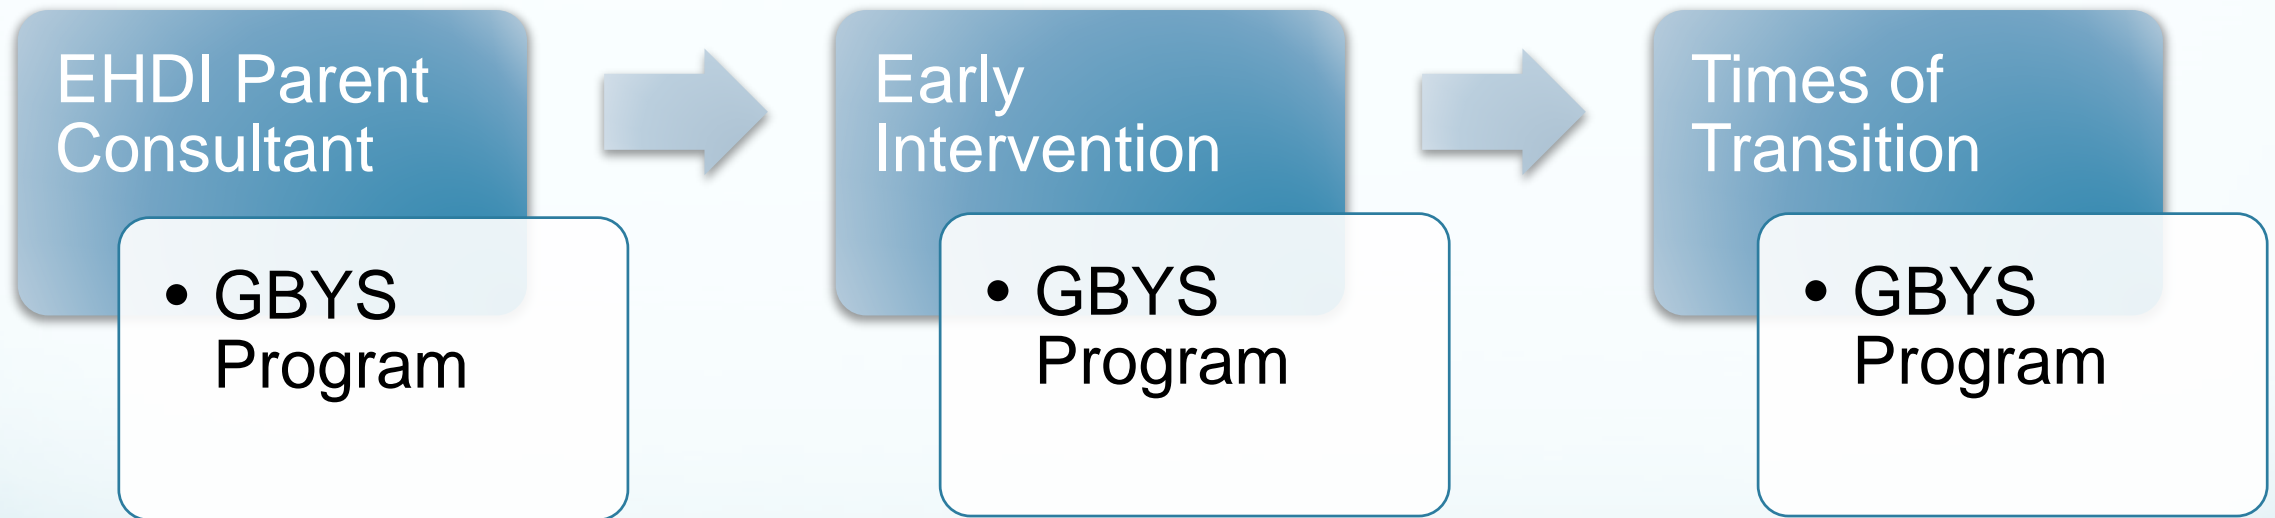 EHDI Parent
Consultant
• GBYS
Program
Early
Intervention
• GBYS
Program
Times of
Transition
• GBYS
Program